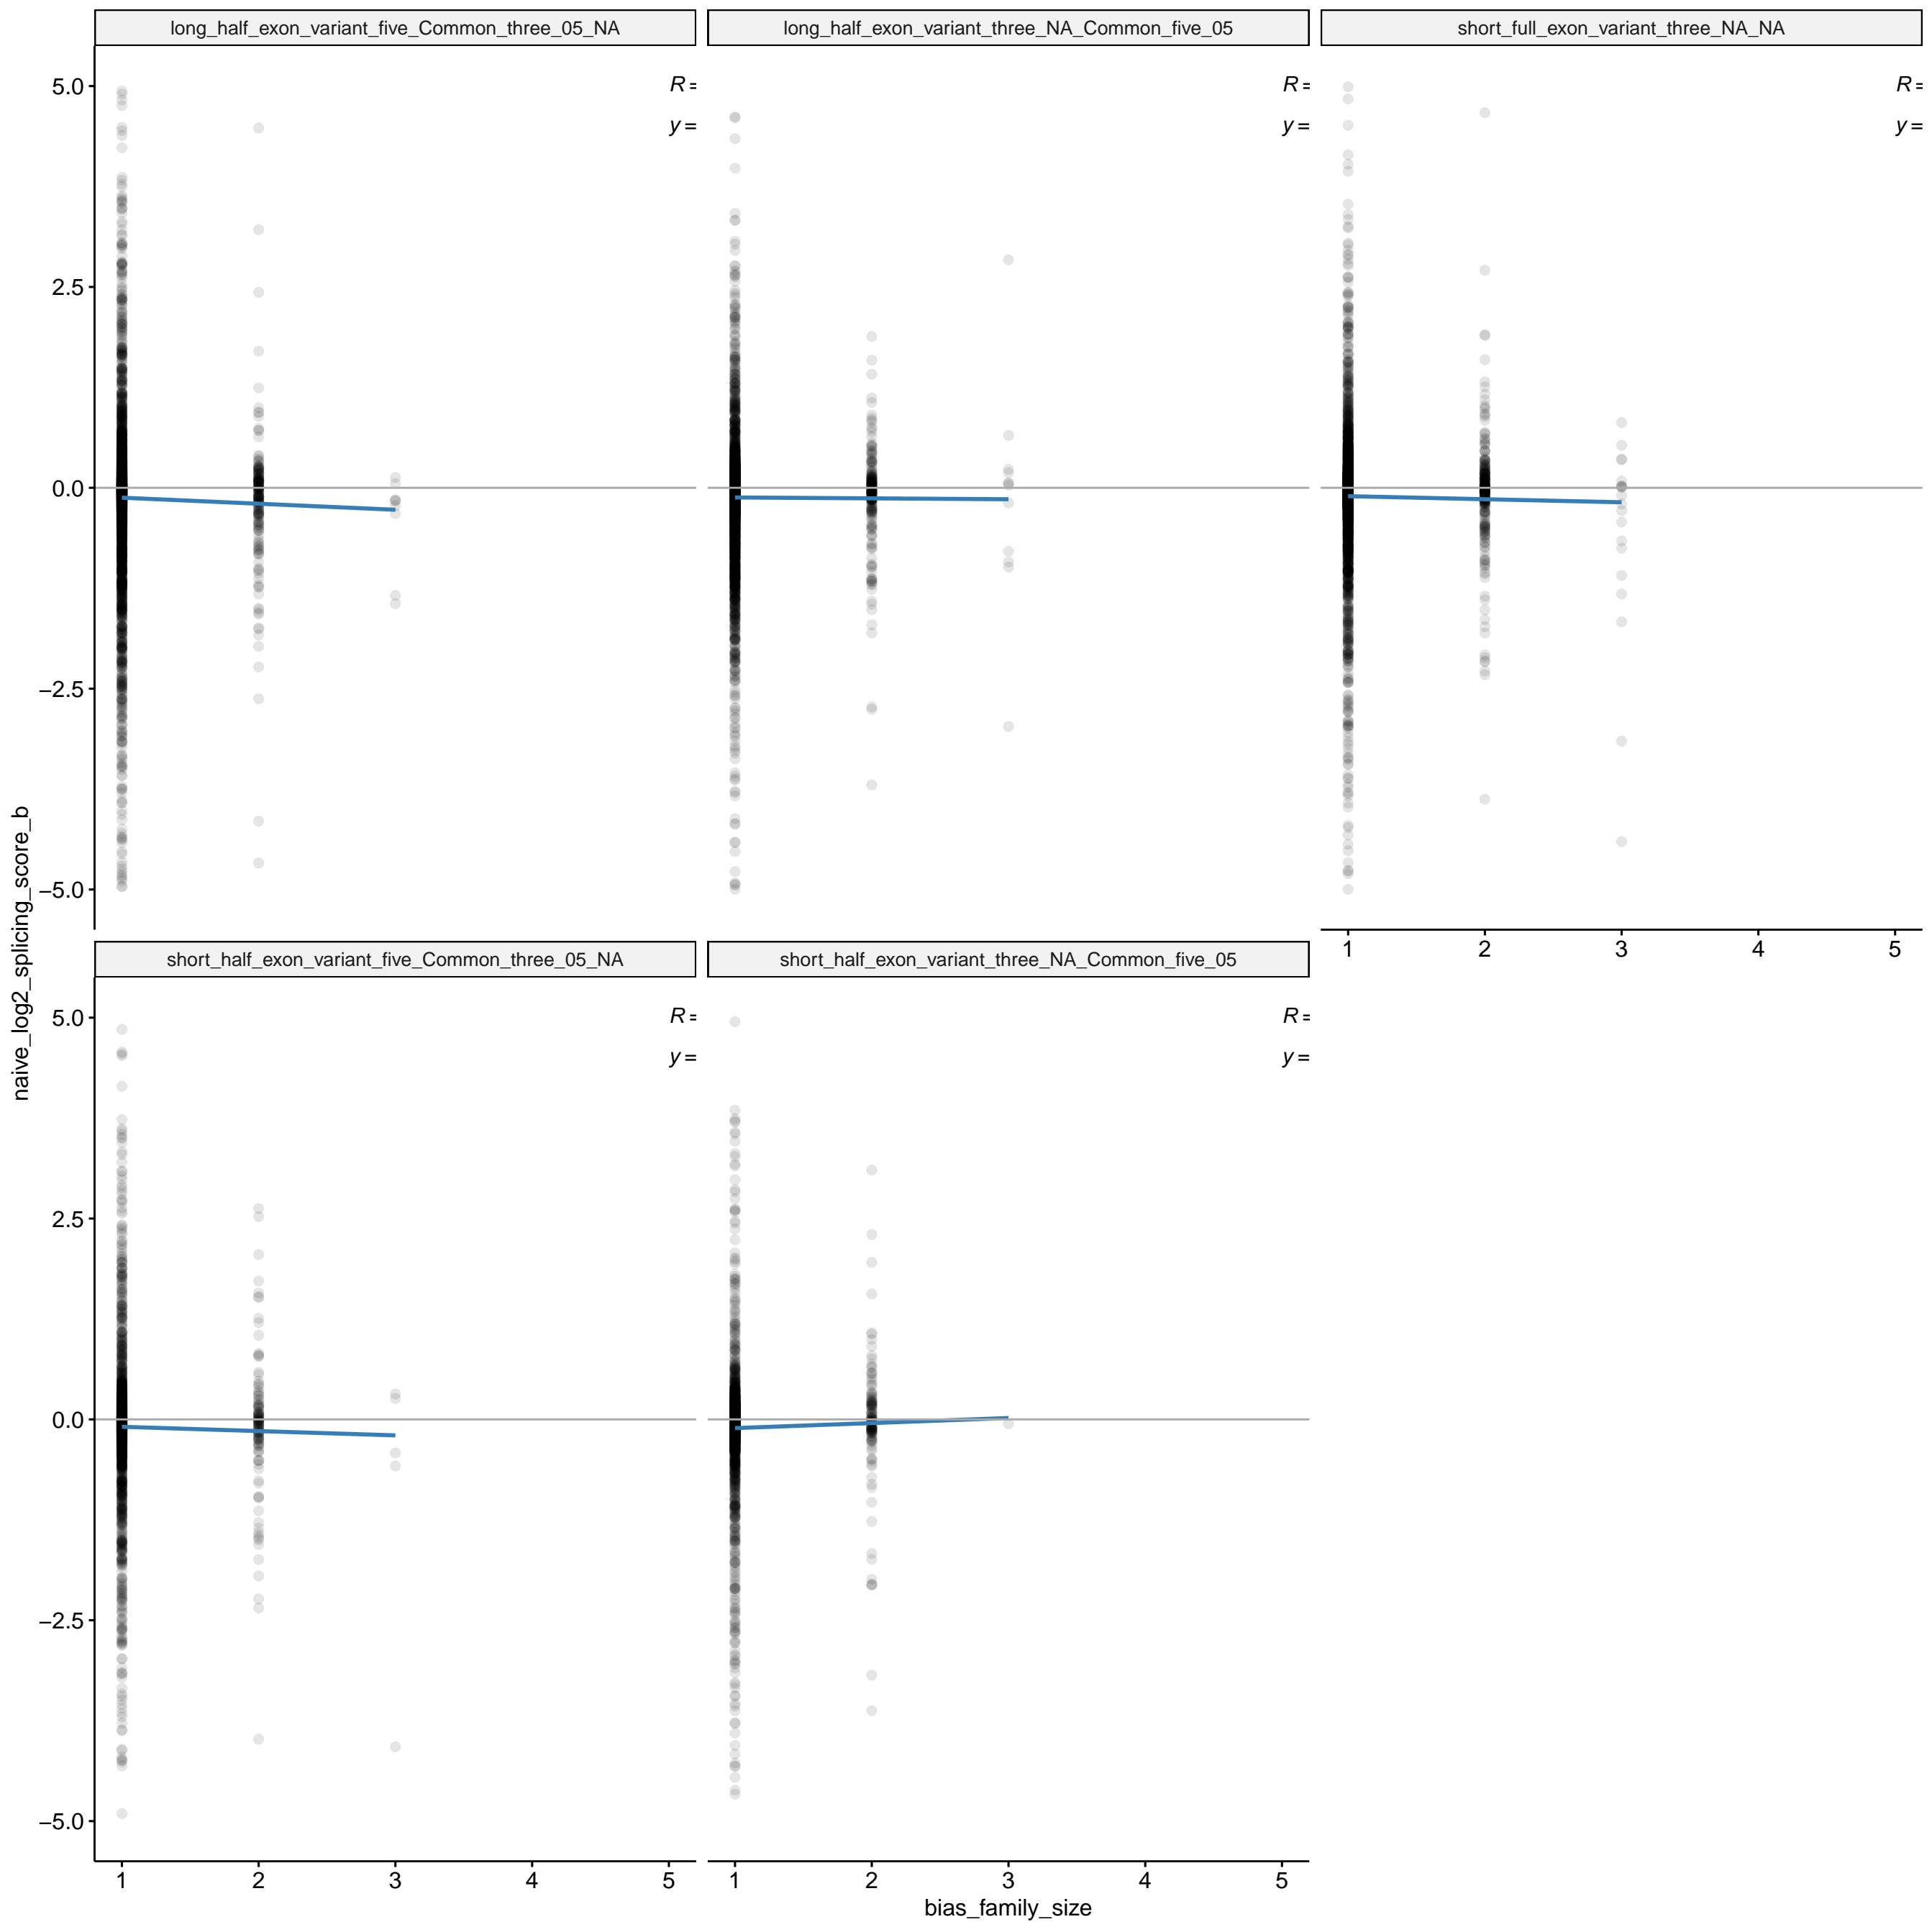 long_half_exon_variant_five_Common_three_05_NA
long_half_exon_variant_three_NA_Common_five_05
short_full_exon_variant_three_NA_NA
R =
y =
R =
y =
R =
y =
5.0
2.5
0.0
−2.5
−5.0
1 2 3 4 5
short_half_exon_variant_five_Common_three_05_NA
short_half_exon_variant_three_NA_Common_five_05
R =
y =
R =
y =
5.0
2.5
0.0
−2.5
−5.0
1 2 3 4 5
1 2 3 4 5
naive_log2_splicing_score_b
bias_family_size